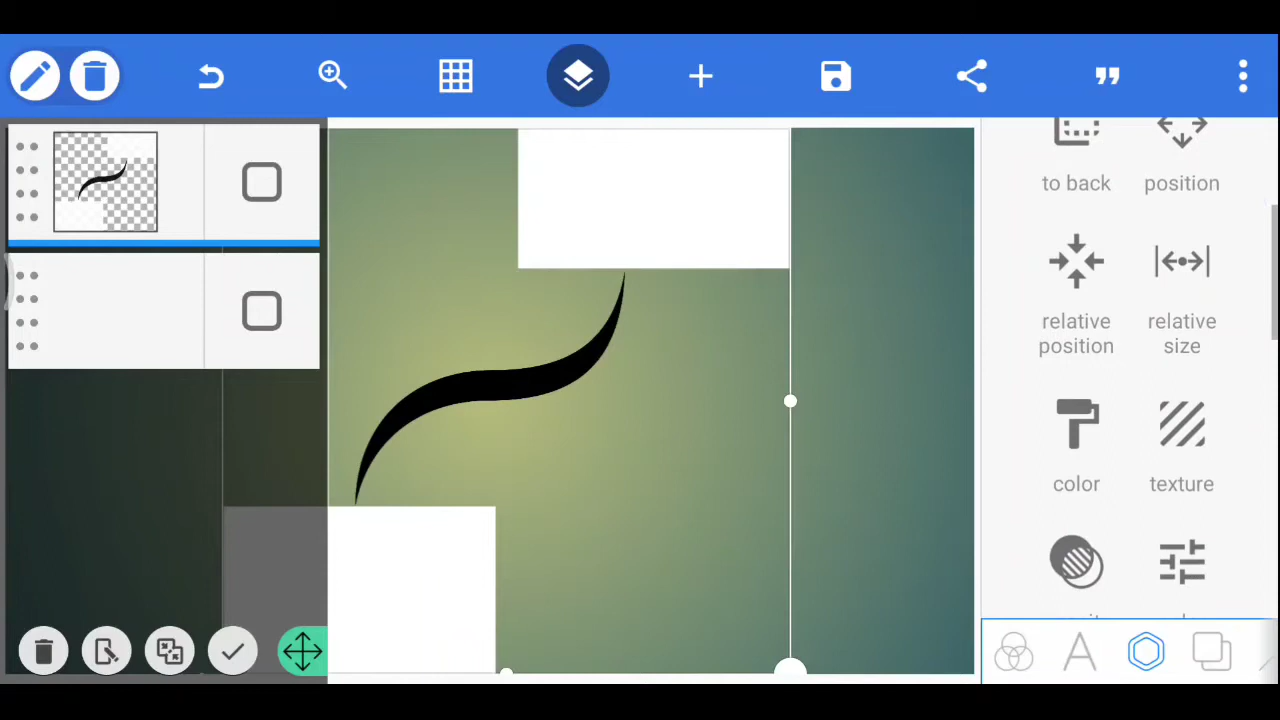 to back
position
relative
position
relative
size
color
texture